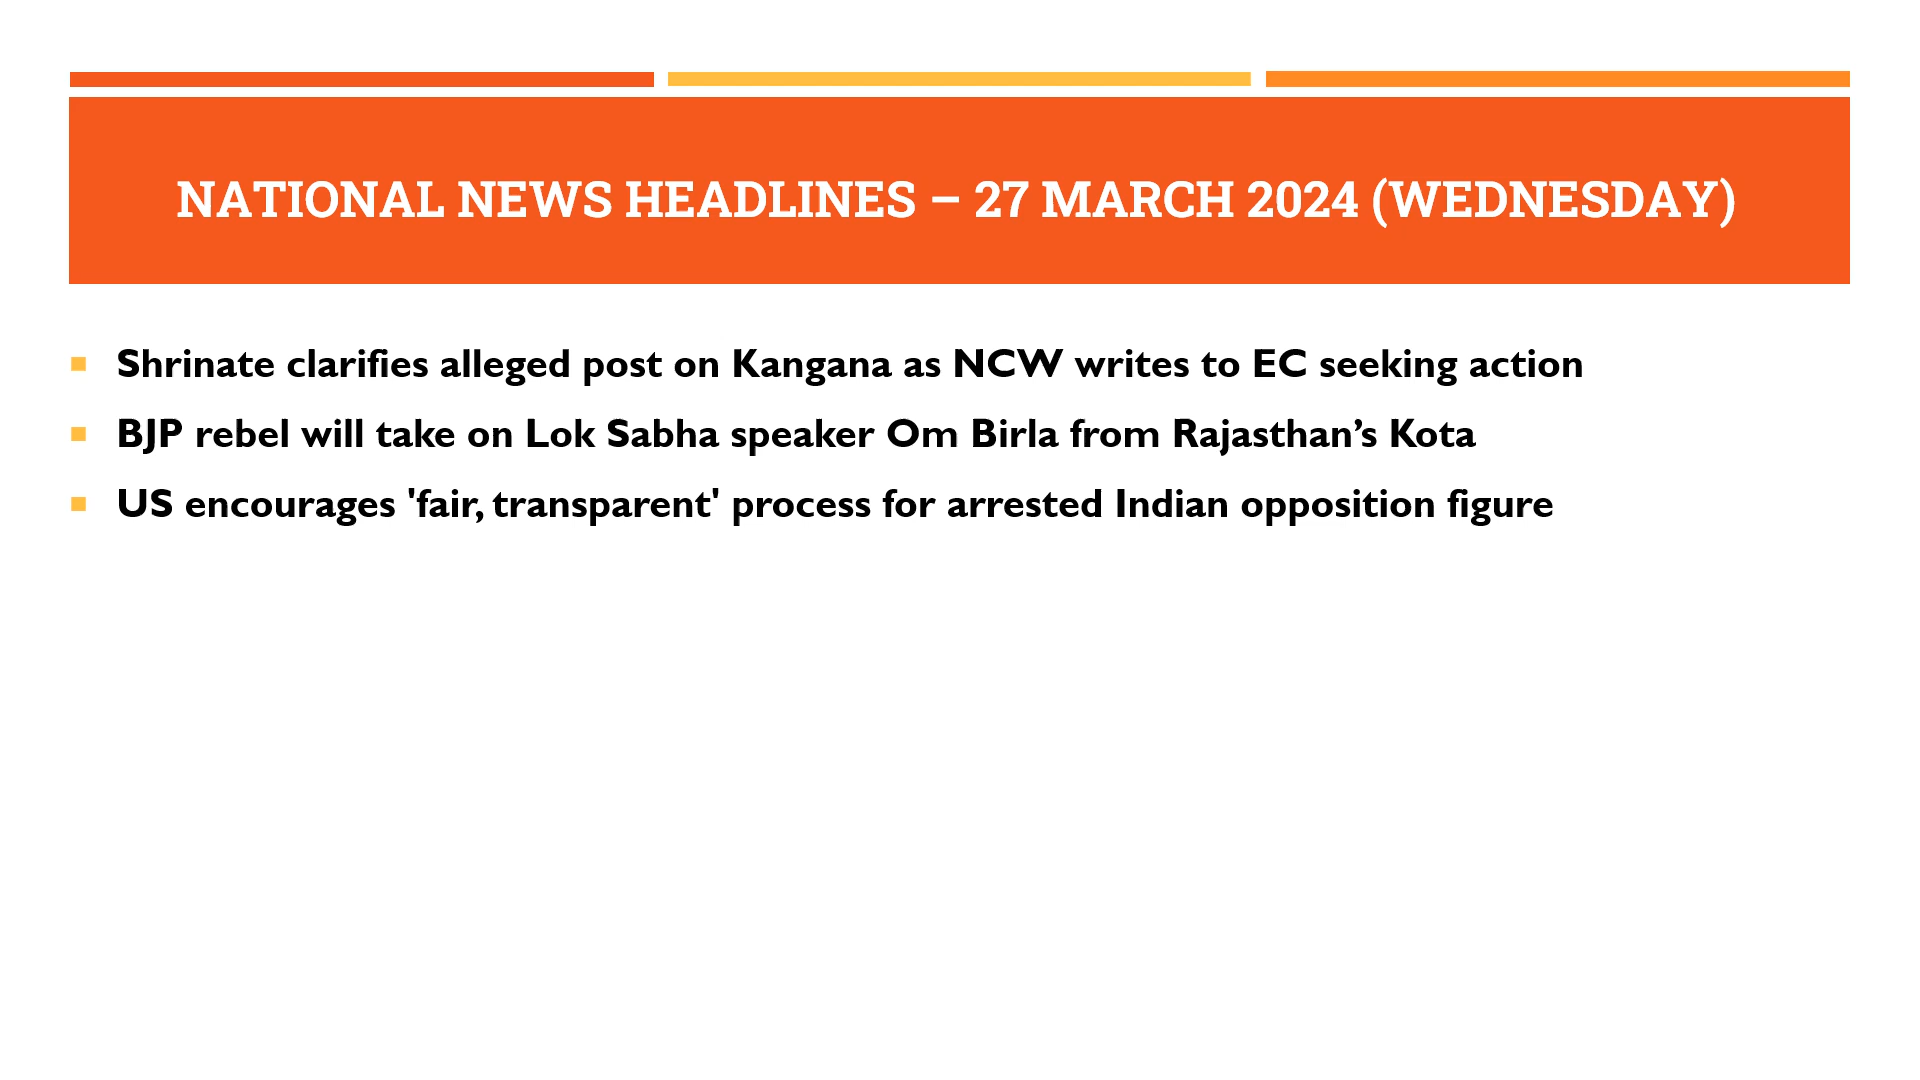 NATIONAL NEWS HEADLINES – 27 MARCH 2024 (WEDNESDAY)
Shrinate clarifies alleged post on Kangana as NCW writes to EC seeking action
BJP rebel will take on Lok Sabha speaker Om Birla from Rajasthan’s Kota
US encourages 'fair, transparent' process for arrested Indian opposition figure